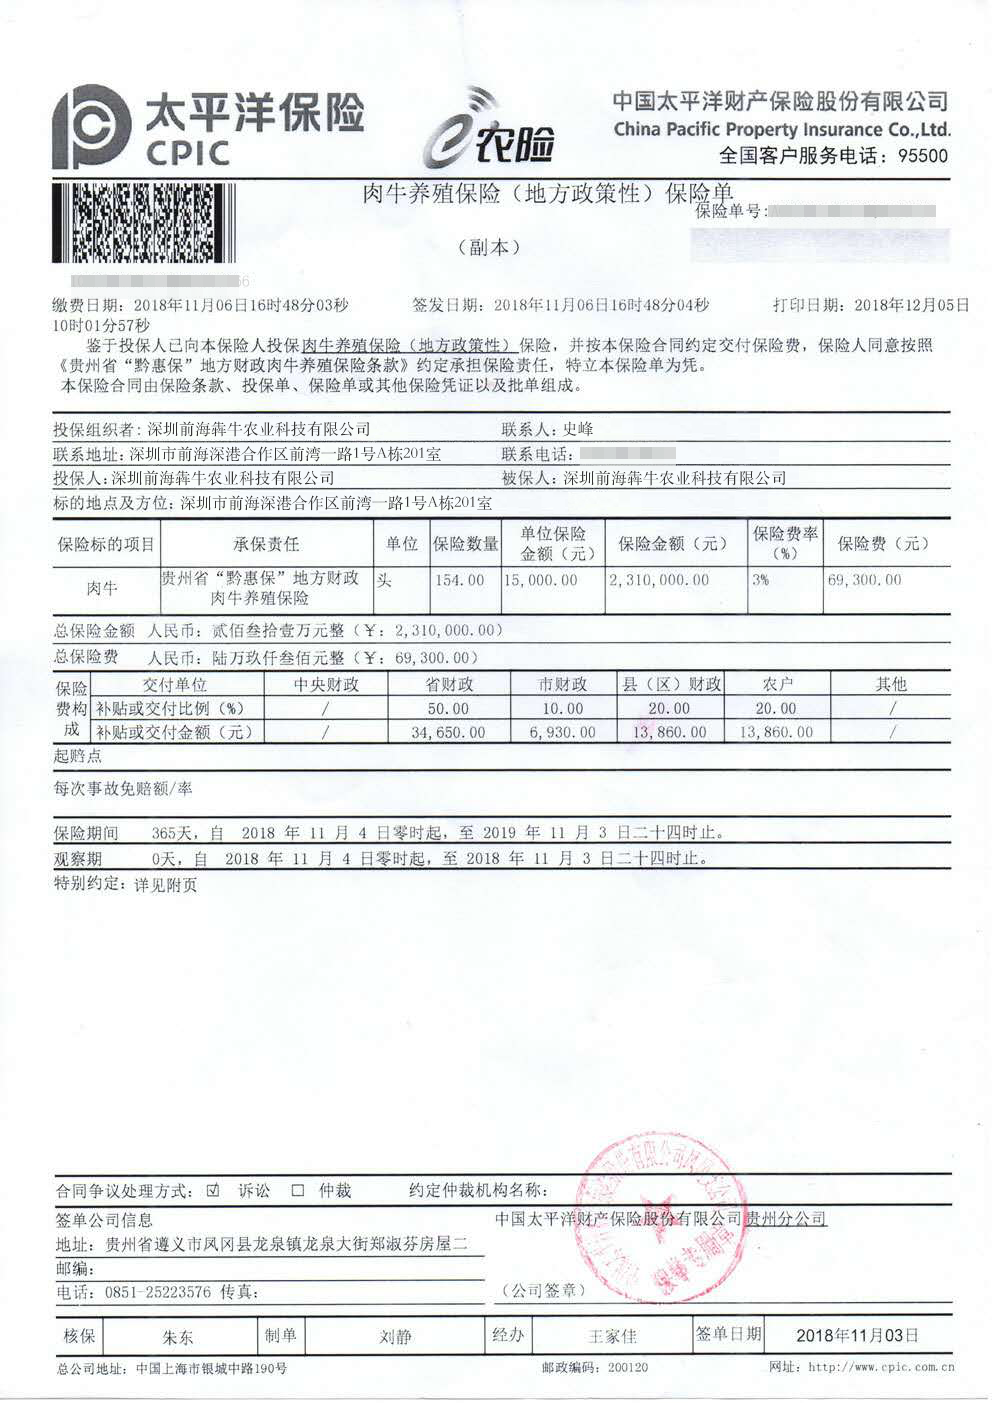 太平洋保险
CPIC
e农险
中国太平洋财产保险股份有限公司
China Pacific Property Insurance Co.,Ltd.
全国客户服务电话：95500
肉牛养殖保险（地方政策性）保险单
保险单号:
（副本）
缴费日期：2018年11月06日16时48分03秒 签发日期：2018年11月06日16时48分04秒 打印日期：2018年12月05日
10时01分57秒
鉴于投保人已向本保险人投保肉牛养殖保险（地方政策性）保险，并按本保险合同约定交付保险费，保险人同意按照
《贵州省“黔惠保”地方财政肉牛养殖保险条款》约定承担保险责任，特立本保险单为凭。
本保险合同由保险条款、投保单、保险单或其他保险凭证以及批单组成。
投保组织者：深圳前海犇牛农业科技有限公司 联系人：史峰
联系地址：深圳市前海深港合作区前湾一路1号A栋201室 联系电话：
投保人：深圳前海犇牛农业科技有限公司 被保人：深圳前海犇牛农业科技有限公司
标的地点及方位：深圳市前海深港合作区前湾一路1号A栋201室
保险标的项目 承保责任 单位 保险数量 单位保险金额（元） 保险金额（元） 保险费率（%） 保险费（元）
肉牛 贵州省“黔惠保”地方财政肉牛养殖保险 头 154.00 15,000.00 2,310,000.00 3% 69,300.00
总保险金额 人民币：贰佰叁拾壹万元整（￥：2,310,000.00）
总保险费 人民币：陆万玖仟叁佰元整（￥：69,300.00）
保险费构成 交付单位 中央财政 省财政 市财政 县（区）财政 农户 其他
补贴或交付比例（%） / 50.00 10.00 20.00 20.00 /
补贴或交付金额（元） / 34,650.00 6,930.00 13,860.00 13,860.00 /
起赔点
每次事故免赔额/率
保险期间 365天，自 2018 年 11 月 4 日零时起，至 2019 年 11 月 3 日二十四时止。
观察期 0天，自 2018 年 11 月 4 日零时起，至 2018 年 11 月 3 日二十四时止。
特别约定：详见附页
合同争议处理方式：☑ 诉讼 □ 仲裁 约定仲裁机构名称：
签单公司信息 中国太平洋财产保险股份有限公司贵州分公司
地址：贵州省遵义市凤冈县龙泉镇龙泉大街郑淑芬房屋二
邮编：
电话：0851-25223576 传真： （公司签章）
核保 朱东 制单 刘静 经办 王家佳 签单日期 2018年11月03日
总公司地址：中国上海市银城中路190号 邮政编码：200120 网址：http://www.cpic.com.cn